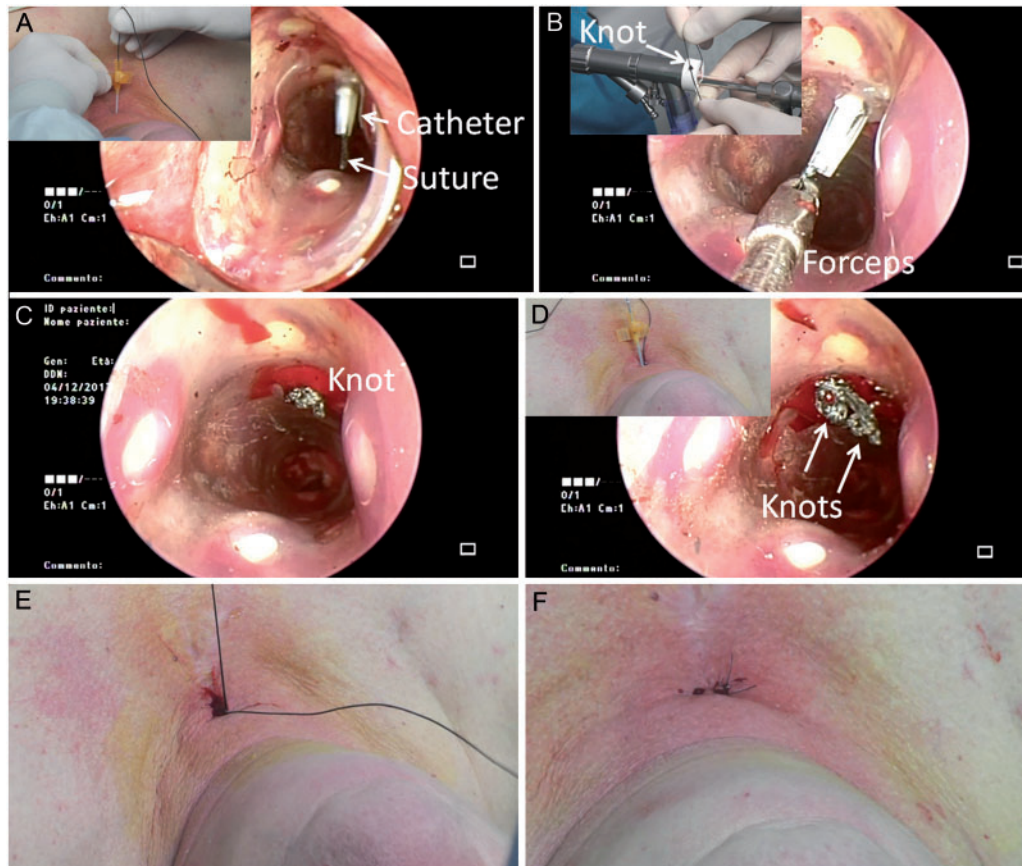 A
Catheter
Suture
■■■/---
0/1
Eh:A1 Cm:1
Commento:
B
Knot
Forceps
■■■/---
0/1
Eh:A1 Cm:1
Commento:
C
ID paziente:
Nome paziente:
Gen: Età:
DDN:
04/12/201
19:38:39
Knot
■■■/---
0/1
Eh:A1 Cm:1
Commento:
D
Knots
■■■/---
0/1
Eh:A1 Cm:1
Commento:
E
F